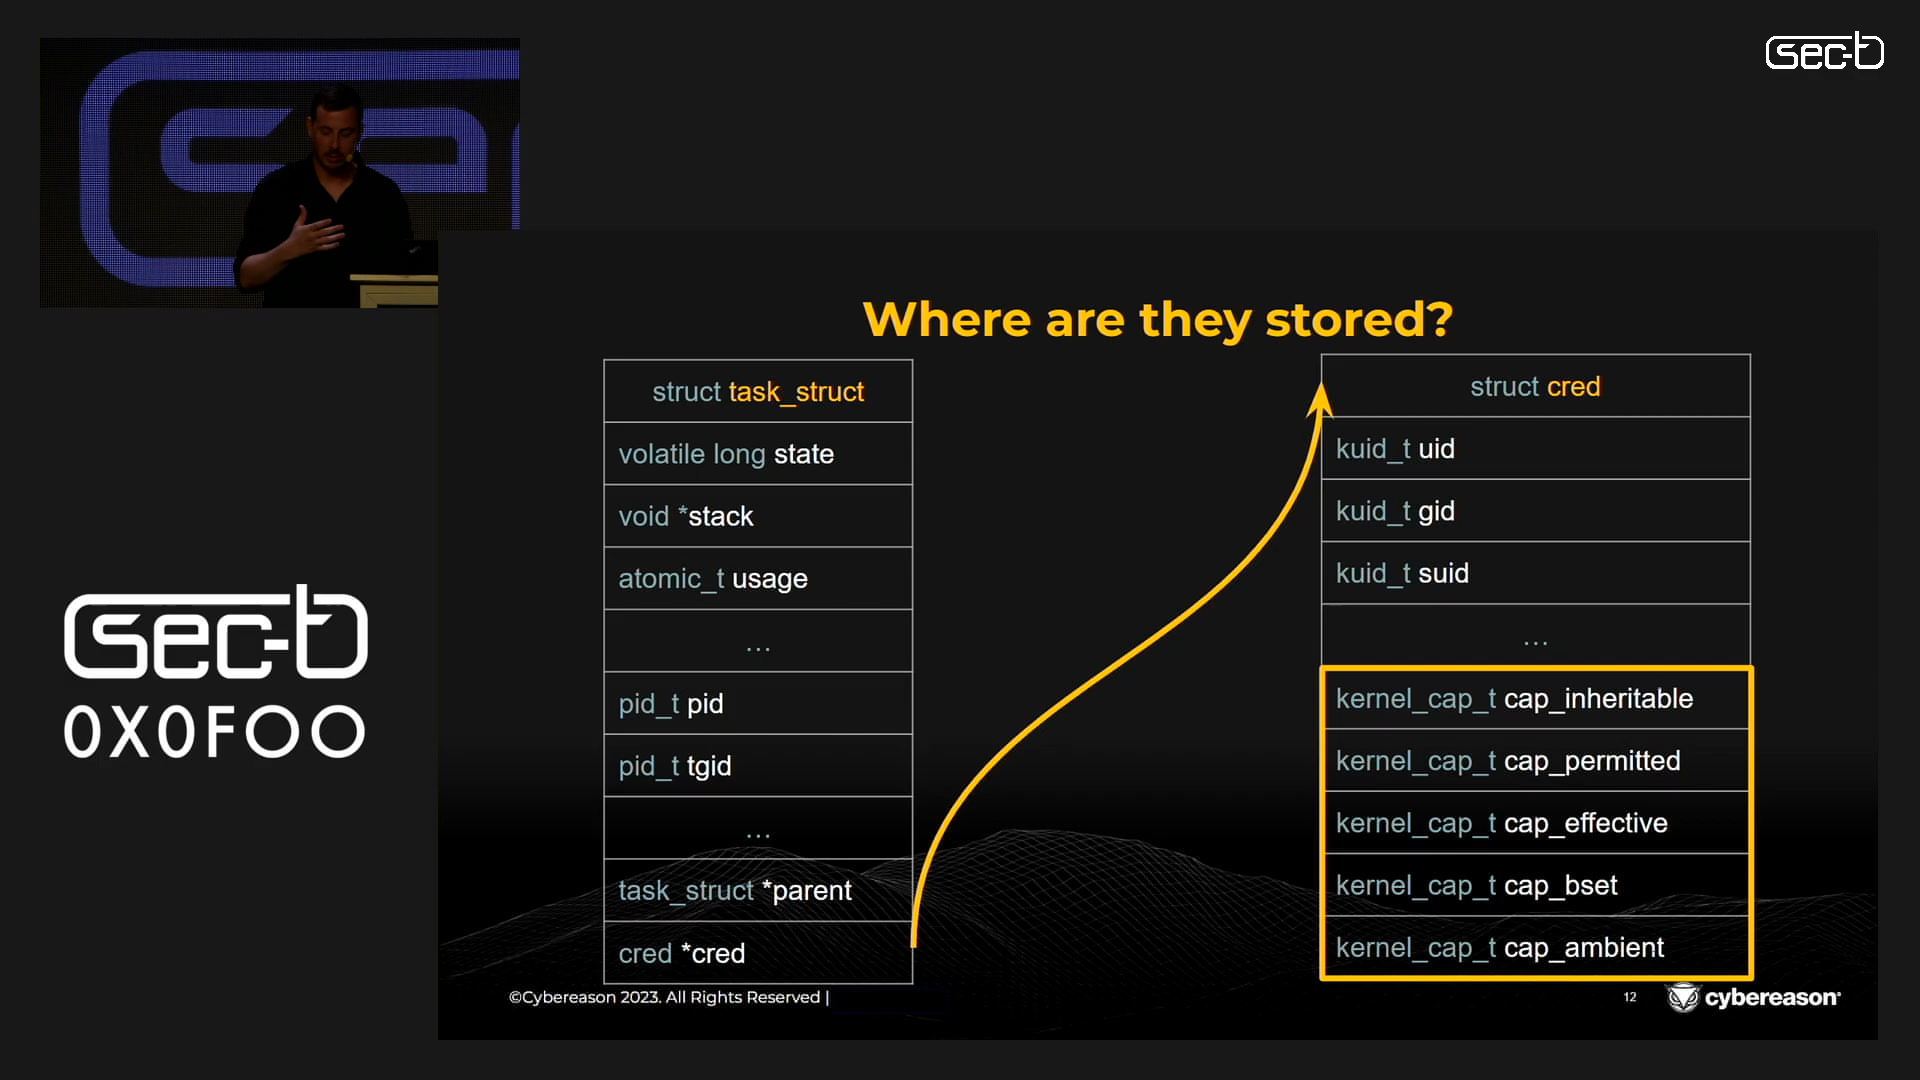 sec-t
Where are they stored?
struct task_struct
volatile long state
void *stack
atomic_t usage
...
pid_t pid
pid_t tgid
...
task_struct *parent
cred *cred
struct cred
kuid_t uid
kuid_t gid
kuid_t suid
...
kernel_cap_t cap_inheritable
kernel_cap_t cap_permitted
kernel_cap_t cap_effective
kernel_cap_t cap_bset
kernel_cap_t cap_ambient
sec-t
0X0F00
©Cybereason 2023. All Rights Reserved |
12
cybereason